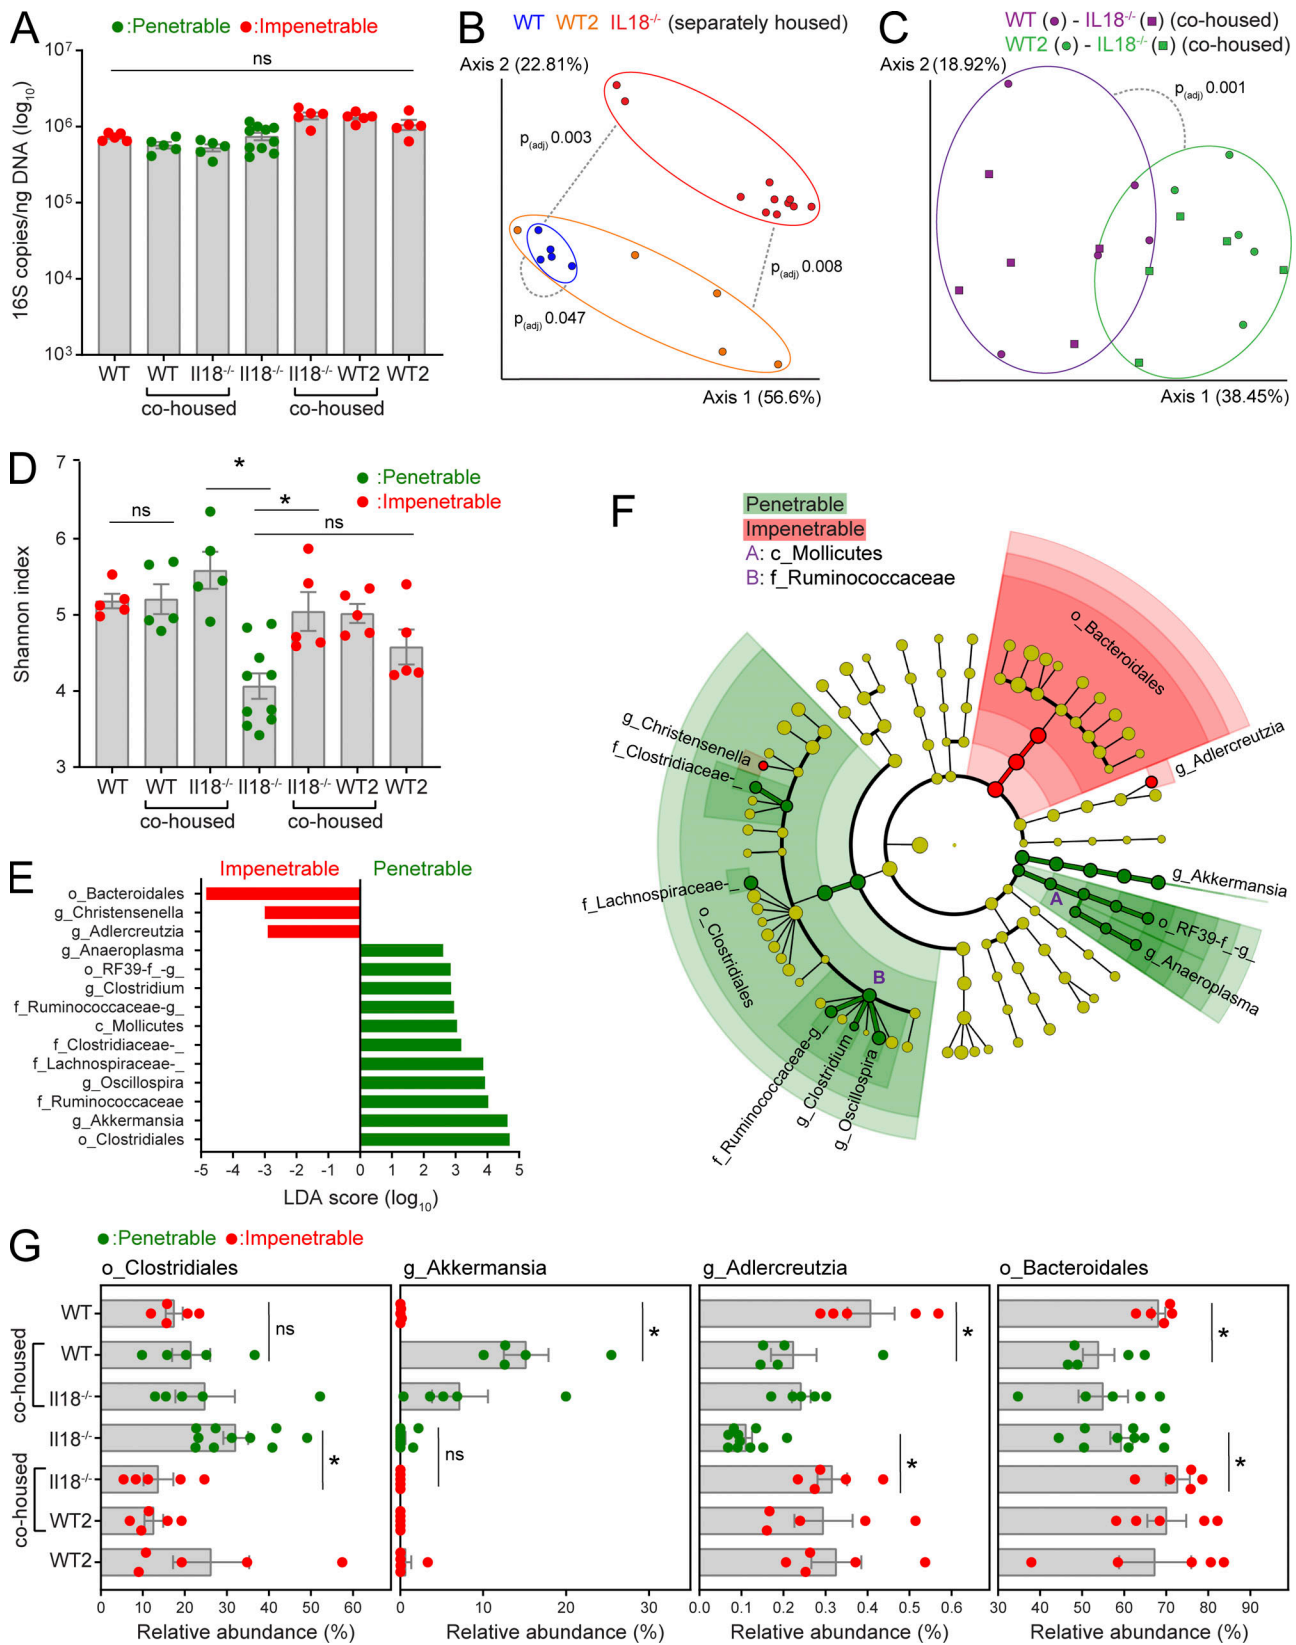 A
●:Penetrable ●:Impenetrable
ns
16S copies/ng DNA (log10)
10^7
10^6
10^5
10^4
10^3
WT WT Il18-/- Il18-/- Il18-/- WT2 WT2
co-housed co-housed
B
WT WT2 IL18-/- (separately housed)
Axis 2 (22.81%)
p(adj) 0.003
p(adj) 0.008
p(adj) 0.047
Axis 1 (56.6%)
C
WT (●) - IL18-/- (■) (co-housed)
WT2 (●) - IL18-/- (■) (co-housed)
Axis 2 (18.92%)
p(adj) 0.001
Axis 1 (38.45%)
D
●:Penetrable
●:Impenetrable
ns
*
*
ns
Shannon index
7
6
5
4
3
WT WT Il18-/- Il18-/- Il18-/- WT2 WT2
co-housed co-housed
E
Impenetrable Penetrable
o_Bacteroidales
g_Christensenella
g_Adlercreutzia
g_Anaeroplasma
o_RF39-f_-g_
g_Clostridium
f_Ruminococcaceae-g_
c_Mollicutes
f_Clostridiaceae-_
f_Lachnospiraceae-_
g_Oscillospira
f_Ruminococcaceae
g_Akkermansia
o_Clostridiales
-5 -4 -3 -2 -1 0 1 2 3 4 5
LDA score (log10)
F
Penetrable
Impenetrable
A: c_Mollicutes
B: f_Ruminococcaceae
o_Bacteroidales
g_Adlercreutzia
g_Christensenella
f_Clostridiaceae-_
f_Lachnospiraceae-_
o_Clostridiales
g_Akkermansia
A
o_RF39-f_-g_
g_Anaeroplasma
B
f_Ruminococcaceae-g_
g_Clostridium
g_Oscillospira
G
●:Penetrable ●:Impenetrable
o_Clostridiales g_Akkermansia g_Adlercreutzia o_Bacteroidales
WT
WT
Il18-/-
Il18-/-
Il18-/-
WT2
WT2
co-housed
co-housed
ns * * *
* ns * *
0 10 20 30 40 50 60
0 10 20 30
0.0 0.1 0.2 0.3 0.4 0.5 0.6
30 40 50 60 70 80 90
Relative abundance (%) Relative abundance (%) Relative abundance (%) Relative abundance (%)